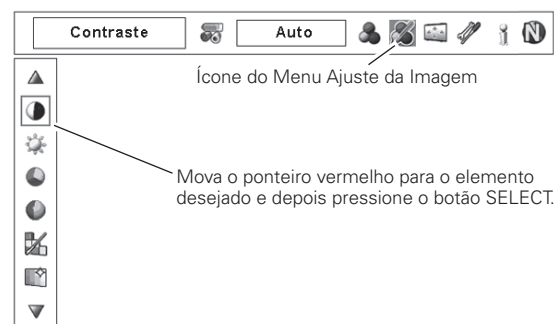 Contraste
Auto
Ícone do Menu Ajuste da Imagem
Mova o ponteiro vermelho para o elemento
desejado e depois pressione o botão SELECT.